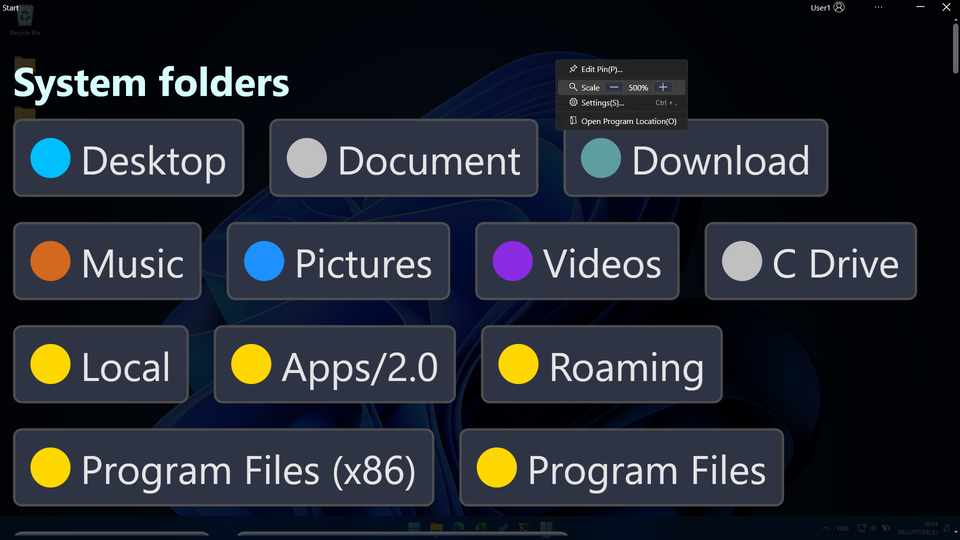 Start
User1
···
Recycle Bin
System folders
Edit Pin(P)...
Scale − 500% +
Settings(S)... Ctrl + .
Open Program Location(O)
Desktop
Document
Download
Music
Pictures
Videos
C Drive
Local
Apps/2.0
Roaming
Program Files (x86)
Program Files
ENG